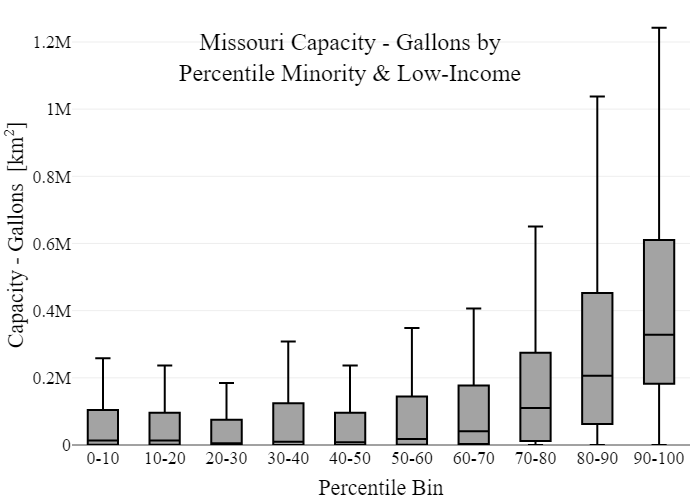 Missouri Capacity - Gallons by
Percentile Minority & Low-Income
Capacity - Gallons [km²]
1.2M
1M
0.8M
0.6M
0.4M
0.2M
0
0-10 10-20 20-30 30-40 40-50 50-60 60-70 70-80 80-90 90-100
Percentile Bin